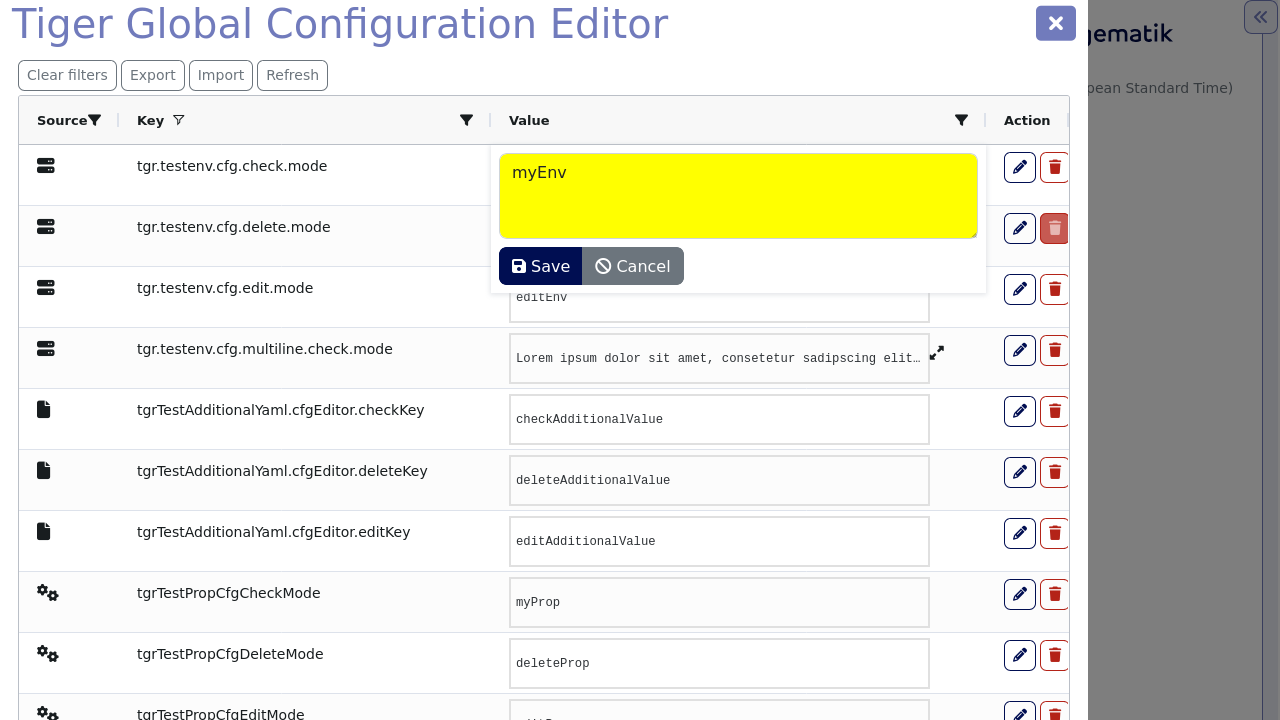 Tiger Global Configuration Editor
gematik
Clear filters Export Import Refresh
pean Standard Time)
Source Key Value Action
tgr.testenv.cfg.check.mode
myEnv
tgr.testenv.cfg.delete.mode
Save Cancel
tgr.testenv.cfg.edit.mode
editEnv
tgr.testenv.cfg.multiline.check.mode
Lorem ipsum dolor sit amet, consetetur sadipscing elit…
tgrTestAdditionalYaml.cfgEditor.checkKey
checkAdditionalValue
tgrTestAdditionalYaml.cfgEditor.deleteKey
deleteAdditionalValue
tgrTestAdditionalYaml.cfgEditor.editKey
editAdditionalValue
tgrTestPropCfgCheckMode
myProp
tgrTestPropCfgDeleteMode
deleteProp
tgrTestPropCfgEditMode